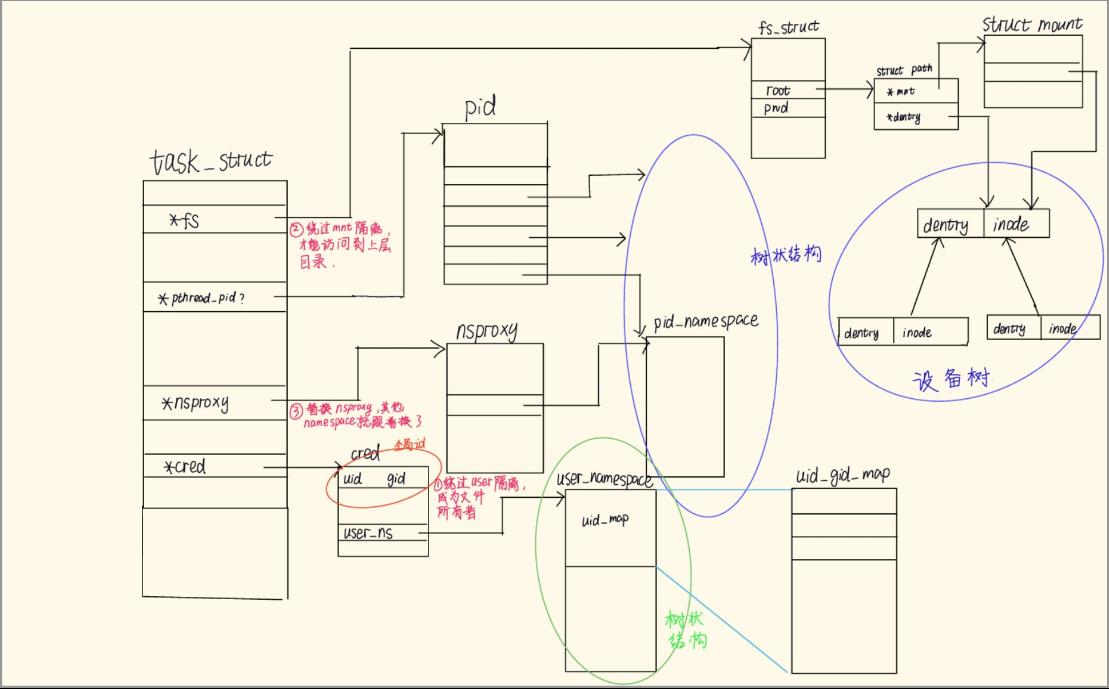 fs_struct
struct mount
root
pwd
struct path
*mnt
*dentry
pid
task_struct
*fs
②绕过mnt隔离,
才能访问到上层
目录.
*pthread_pid?
dentry
inode
树状结构
dentry
inode
dentry
inode
设备树
nsproxy
pid_namespace
*nsproxy
③替换nsproxy,其他
namespace就跟着换了
全局id
*cred
cred
uid gid
①绕过user隔离,
成为文件
所有者
user_ns
user_namespace
uid_map
uid_gid_map
树状
结构